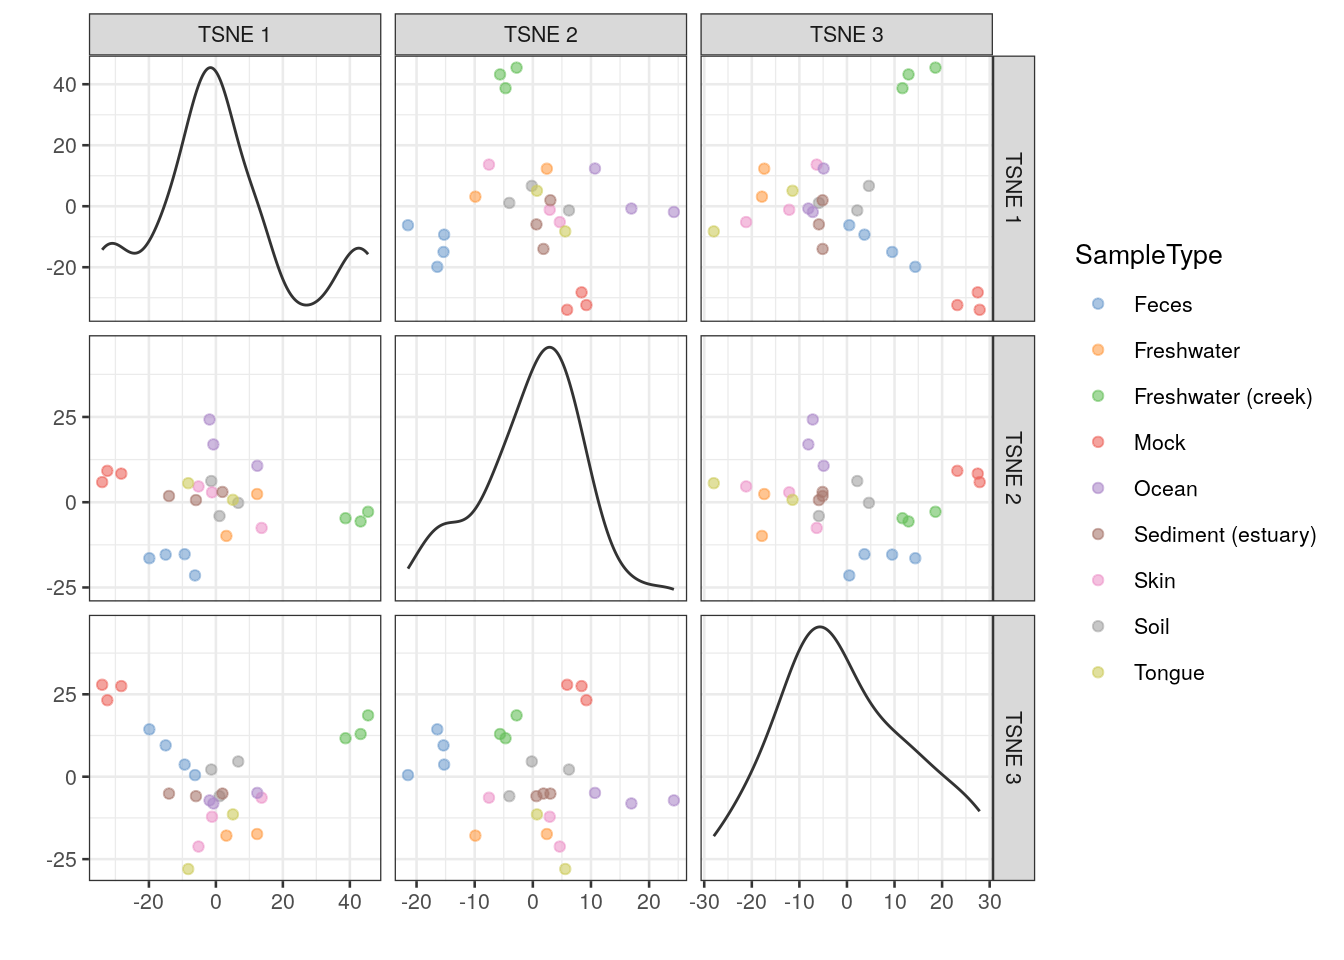 TSNE 1
TSNE 2
TSNE 3
40
20
0
-20
TSNE 1
25
0
-25
TSNE 2
25
0
-25
TSNE 3
-20 0 20 40
-20 -10 0 10 20
-30 -20 -10 0 10 20 30
SampleType
Feces
Freshwater
Freshwater (creek)
Mock
Ocean
Sediment (estuary)
Skin
Soil
Tongue